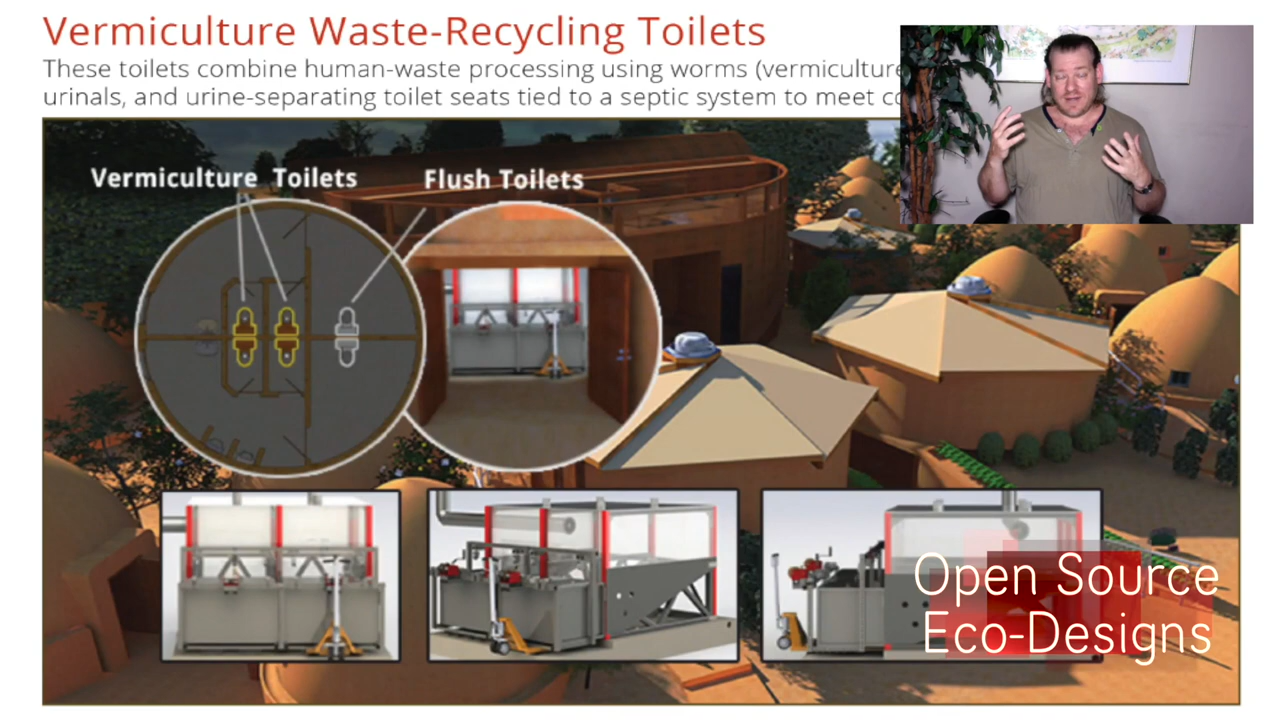 Vermiculture Waste-Recycling Toilets
These toilets combine human-waste processing using worms (vermiculture
urinals, and urine-separating toilet seats tied to a septic system to meet
Vermiculture Toilets
Flush Toilets
Open Source
Eco-Designs